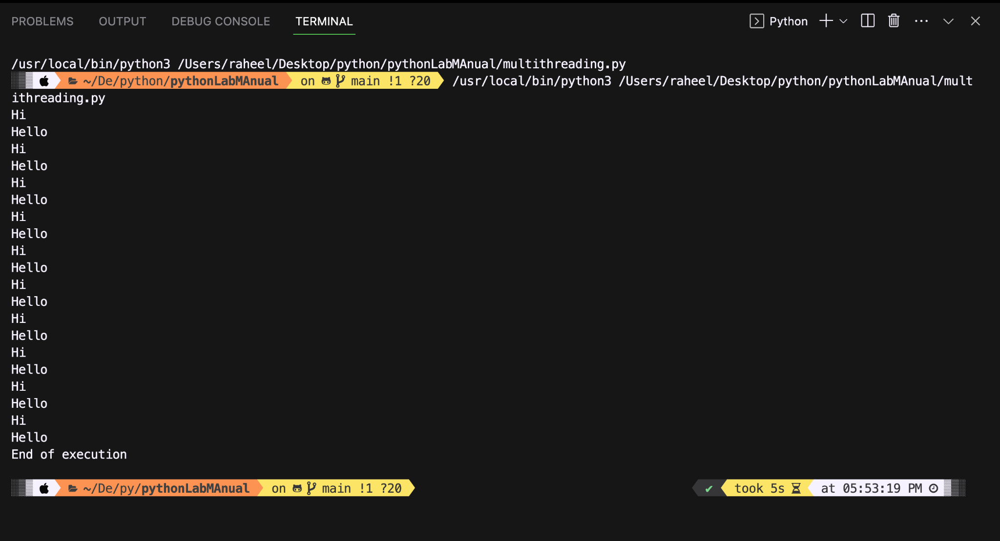 PROBLEMS OUTPUT DEBUG CONSOLE TERMINAL Python
/usr/local/bin/python3 /Users/raheel/Desktop/python/pythonLabMAnual/multithreading.py
~/De/python/pythonLabMAnual on main !1 ?20 /usr/local/bin/python3 /Users/raheel/Desktop/python/pythonLabMAnual/mult
ithreading.py
Hi
Hello
Hi
Hello
Hi
Hello
Hi
Hello
Hi
Hello
Hi
Hello
Hi
Hello
Hi
Hello
Hi
Hello
Hi
Hello
End of execution
~/De/py/pythonLabMAnual on main !1 ?20 ✔ took 5s at 05:53:19 PM